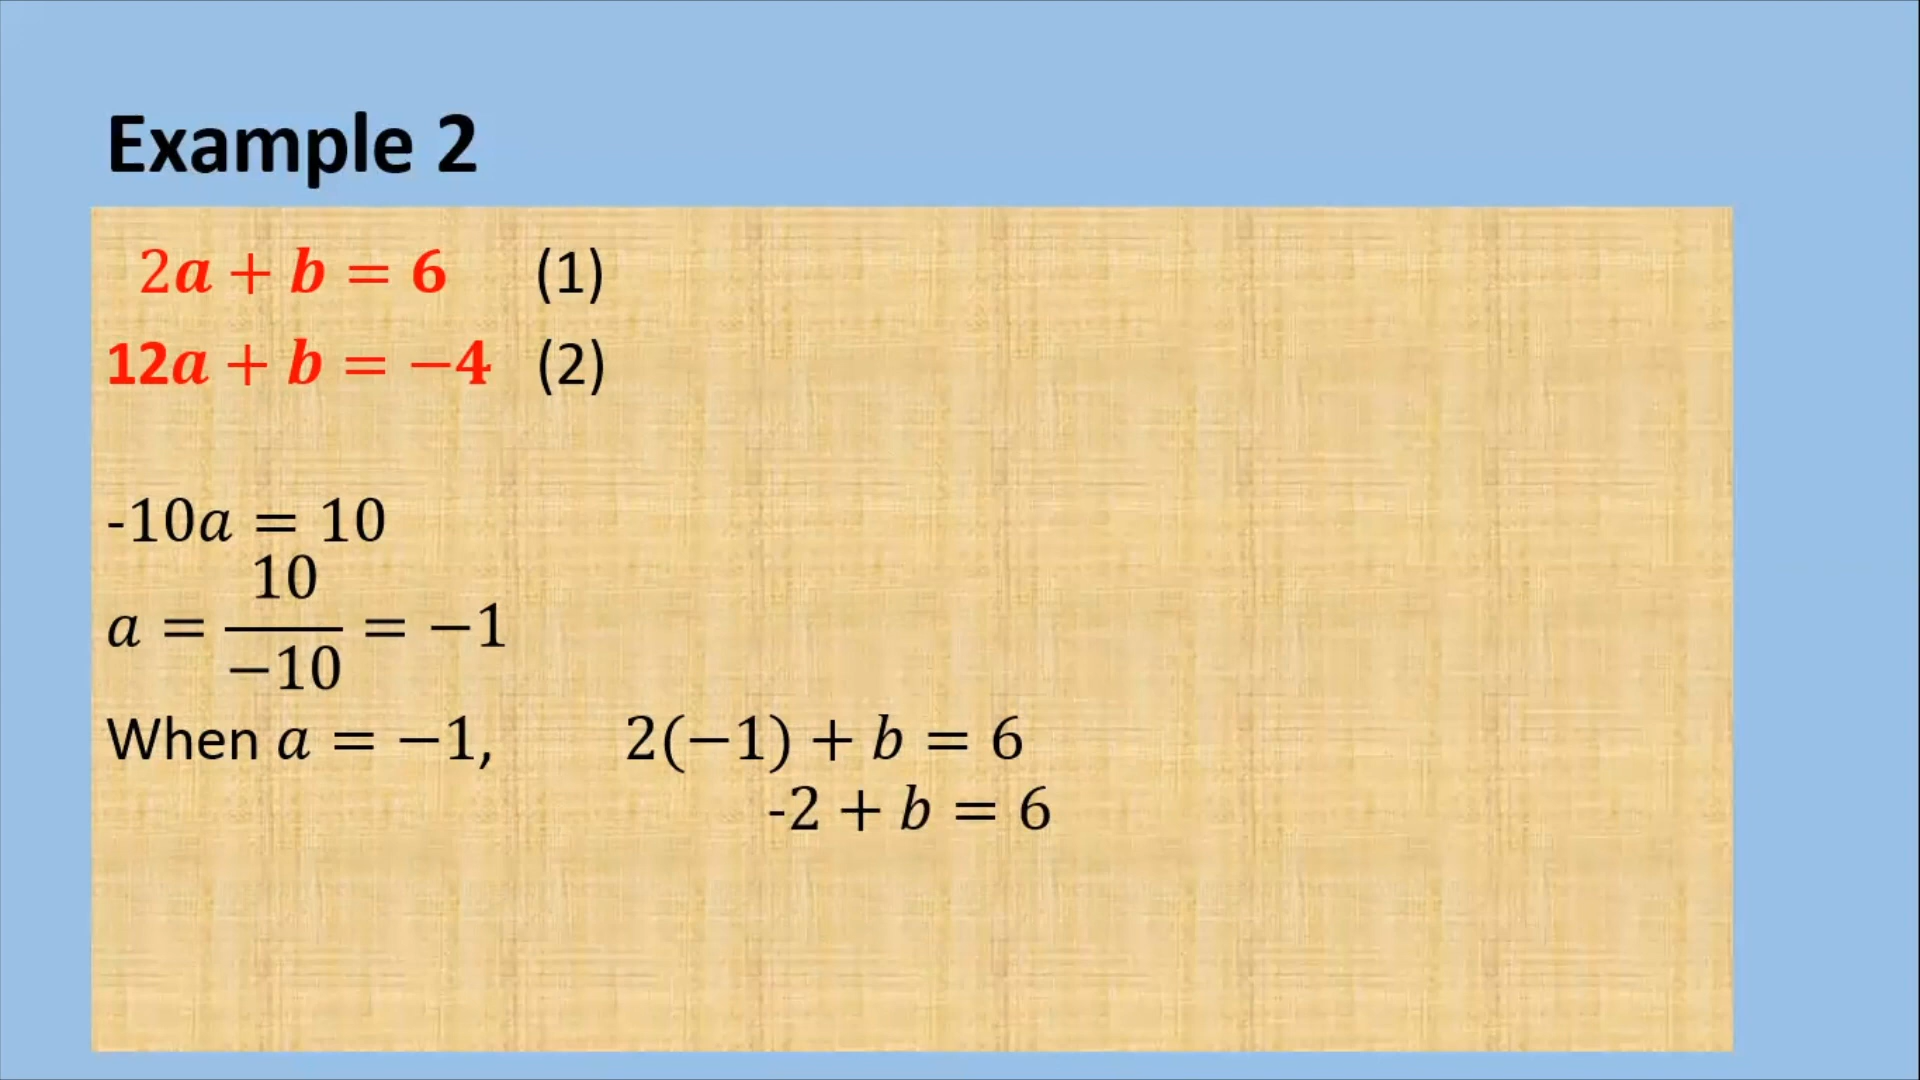 Example 2
2a + b = 6 (1)
12a + b = −4 (2)
-10a = 10
a = 10/−10 = −1
When a = −1, 2(−1) + b = 6
-2 + b = 6